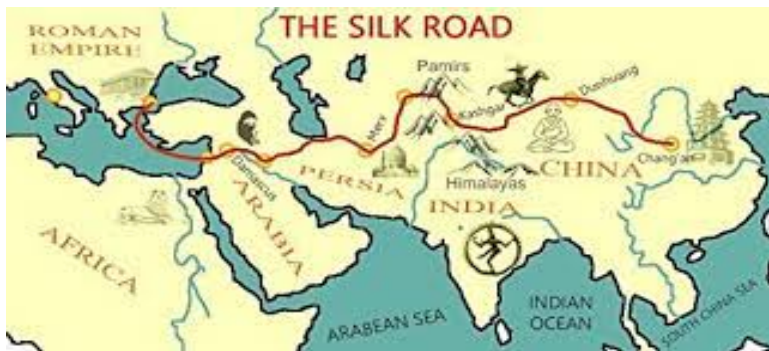 THE SILK ROAD
ROMAN
EMPIRE
Pamirs
Dunhuang
Kashgar
Merv
Chang'an
Damascus
PERSIA
Himalayas
CHINA
ARABIA
INDIA
AFRICA
ARABEAN SEA
INDIAN
OCEAN
SOUTH CHINA SEA